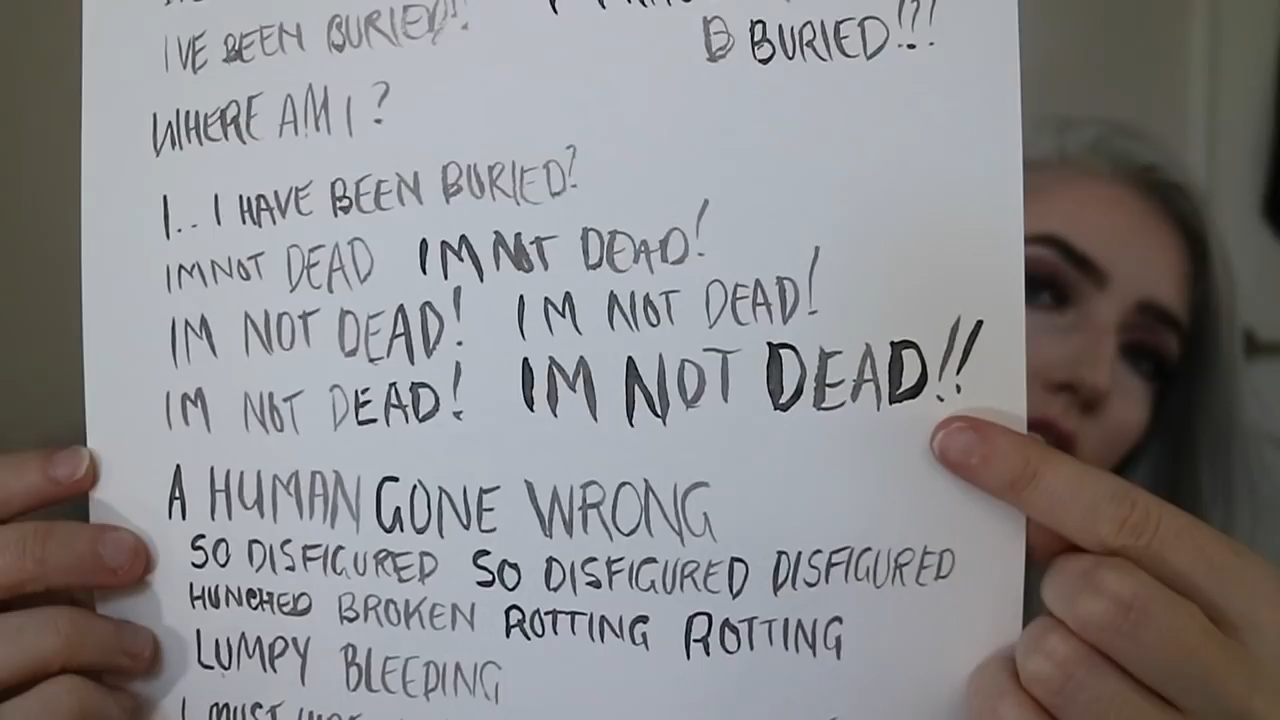 IVE BEEN BURIED!!
B BURIED!?!
WHERE AM I?
I.. I HAVE BEEN BURIED?
IM NOT DEAD IM NOT DEAD!
IM NOT DEAD! IM NOT DEAD!
IM NOT DEAD! IM NOT DEAD!!
A HUMAN GONE WRONG
SO DISFIGURED SO DISFIGURED DISFIGURED
HUNCHED BROKEN ROTTING ROTTING
LUMPY BLEEDING
I MUST